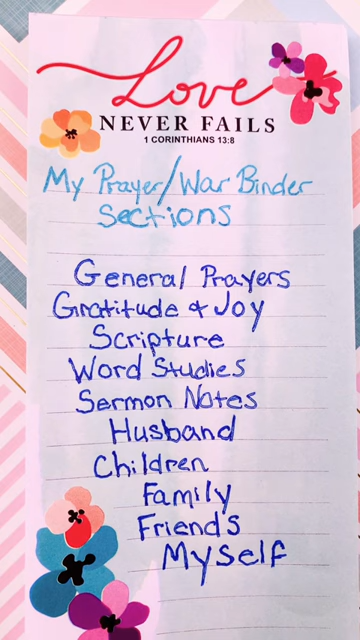 Love
NEVER FAILS
1 CORINTHIANS 13:8
My Prayer/War Binder
Sections
General Prayers
Gratitude & Joy
Scripture
Word Studies
Sermon Notes
Husband
Children
Family
Friends
Myself